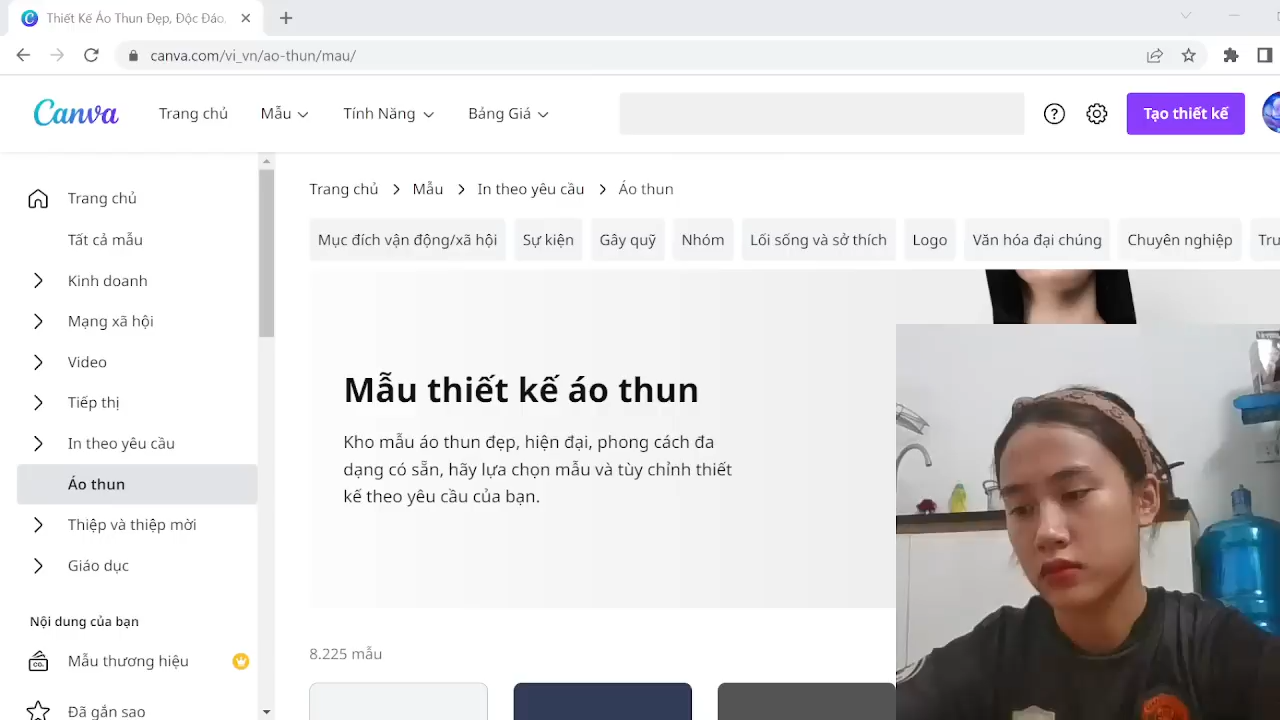 Thiết Kế Áo Thun Đẹp, Độc Đáo,
canva.com/vi_vn/ao-thun/mau/
Canva
Trang chủ
Mẫu
Tính Năng
Bảng Giá
Tạo thiết kế
Trang chủ
Tất cả mẫu
Kinh doanh
Mạng xã hội
Video
Tiếp thị
In theo yêu cầu
Áo thun
Thiệp và thiệp mời
Giáo dục
Nội dung của bạn
Mẫu thương hiệu
Đã gắn sao
Trang chủ > Mẫu > In theo yêu cầu > Áo thun
Mục đích vận động/xã hội
Sự kiện
Gây quỹ
Nhóm
Lối sống và sở thích
Logo
Văn hóa đại chúng
Chuyên nghiệp
Mẫu thiết kế áo thun
Kho mẫu áo thun đẹp, hiện đại, phong cách đa
dạng có sẵn, hãy lựa chọn mẫu và tùy chỉnh thiết
kế theo yêu cầu của bạn.
8.225 mẫu